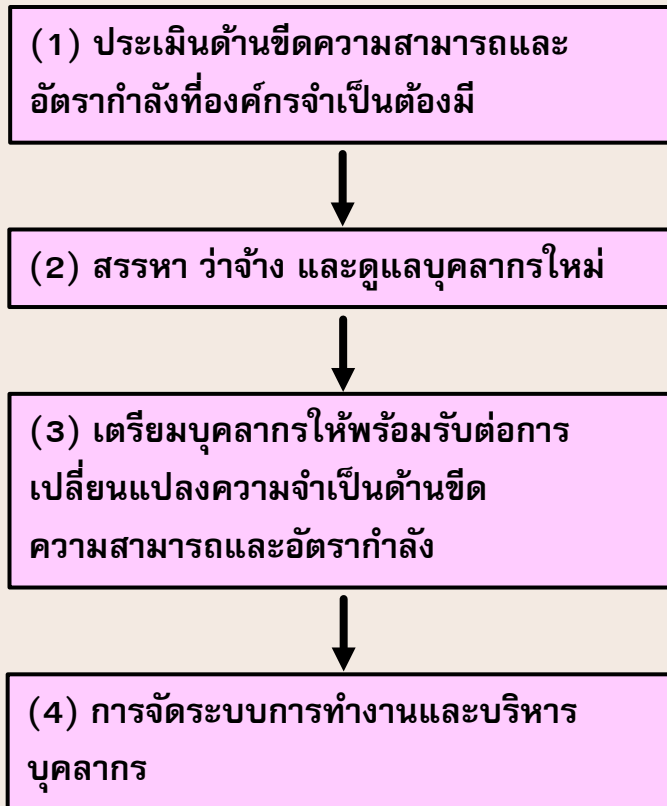 (1) ประเมินด้านขีดความสามารถและ
อัตรากำลังที่องค์กรจำเป็นต้องมี
(2) สรรหา ว่าจ้าง และดูแลบุคลากรใหม่
(3) เตรียมบุคลากรให้พร้อมรับต่อการ
เปลี่ยนแปลงความจำเป็นด้านขีด
ความสามารถและอัตรากำลัง
(4) การจัดระบบการทำงานและบริหาร
บุคลากร